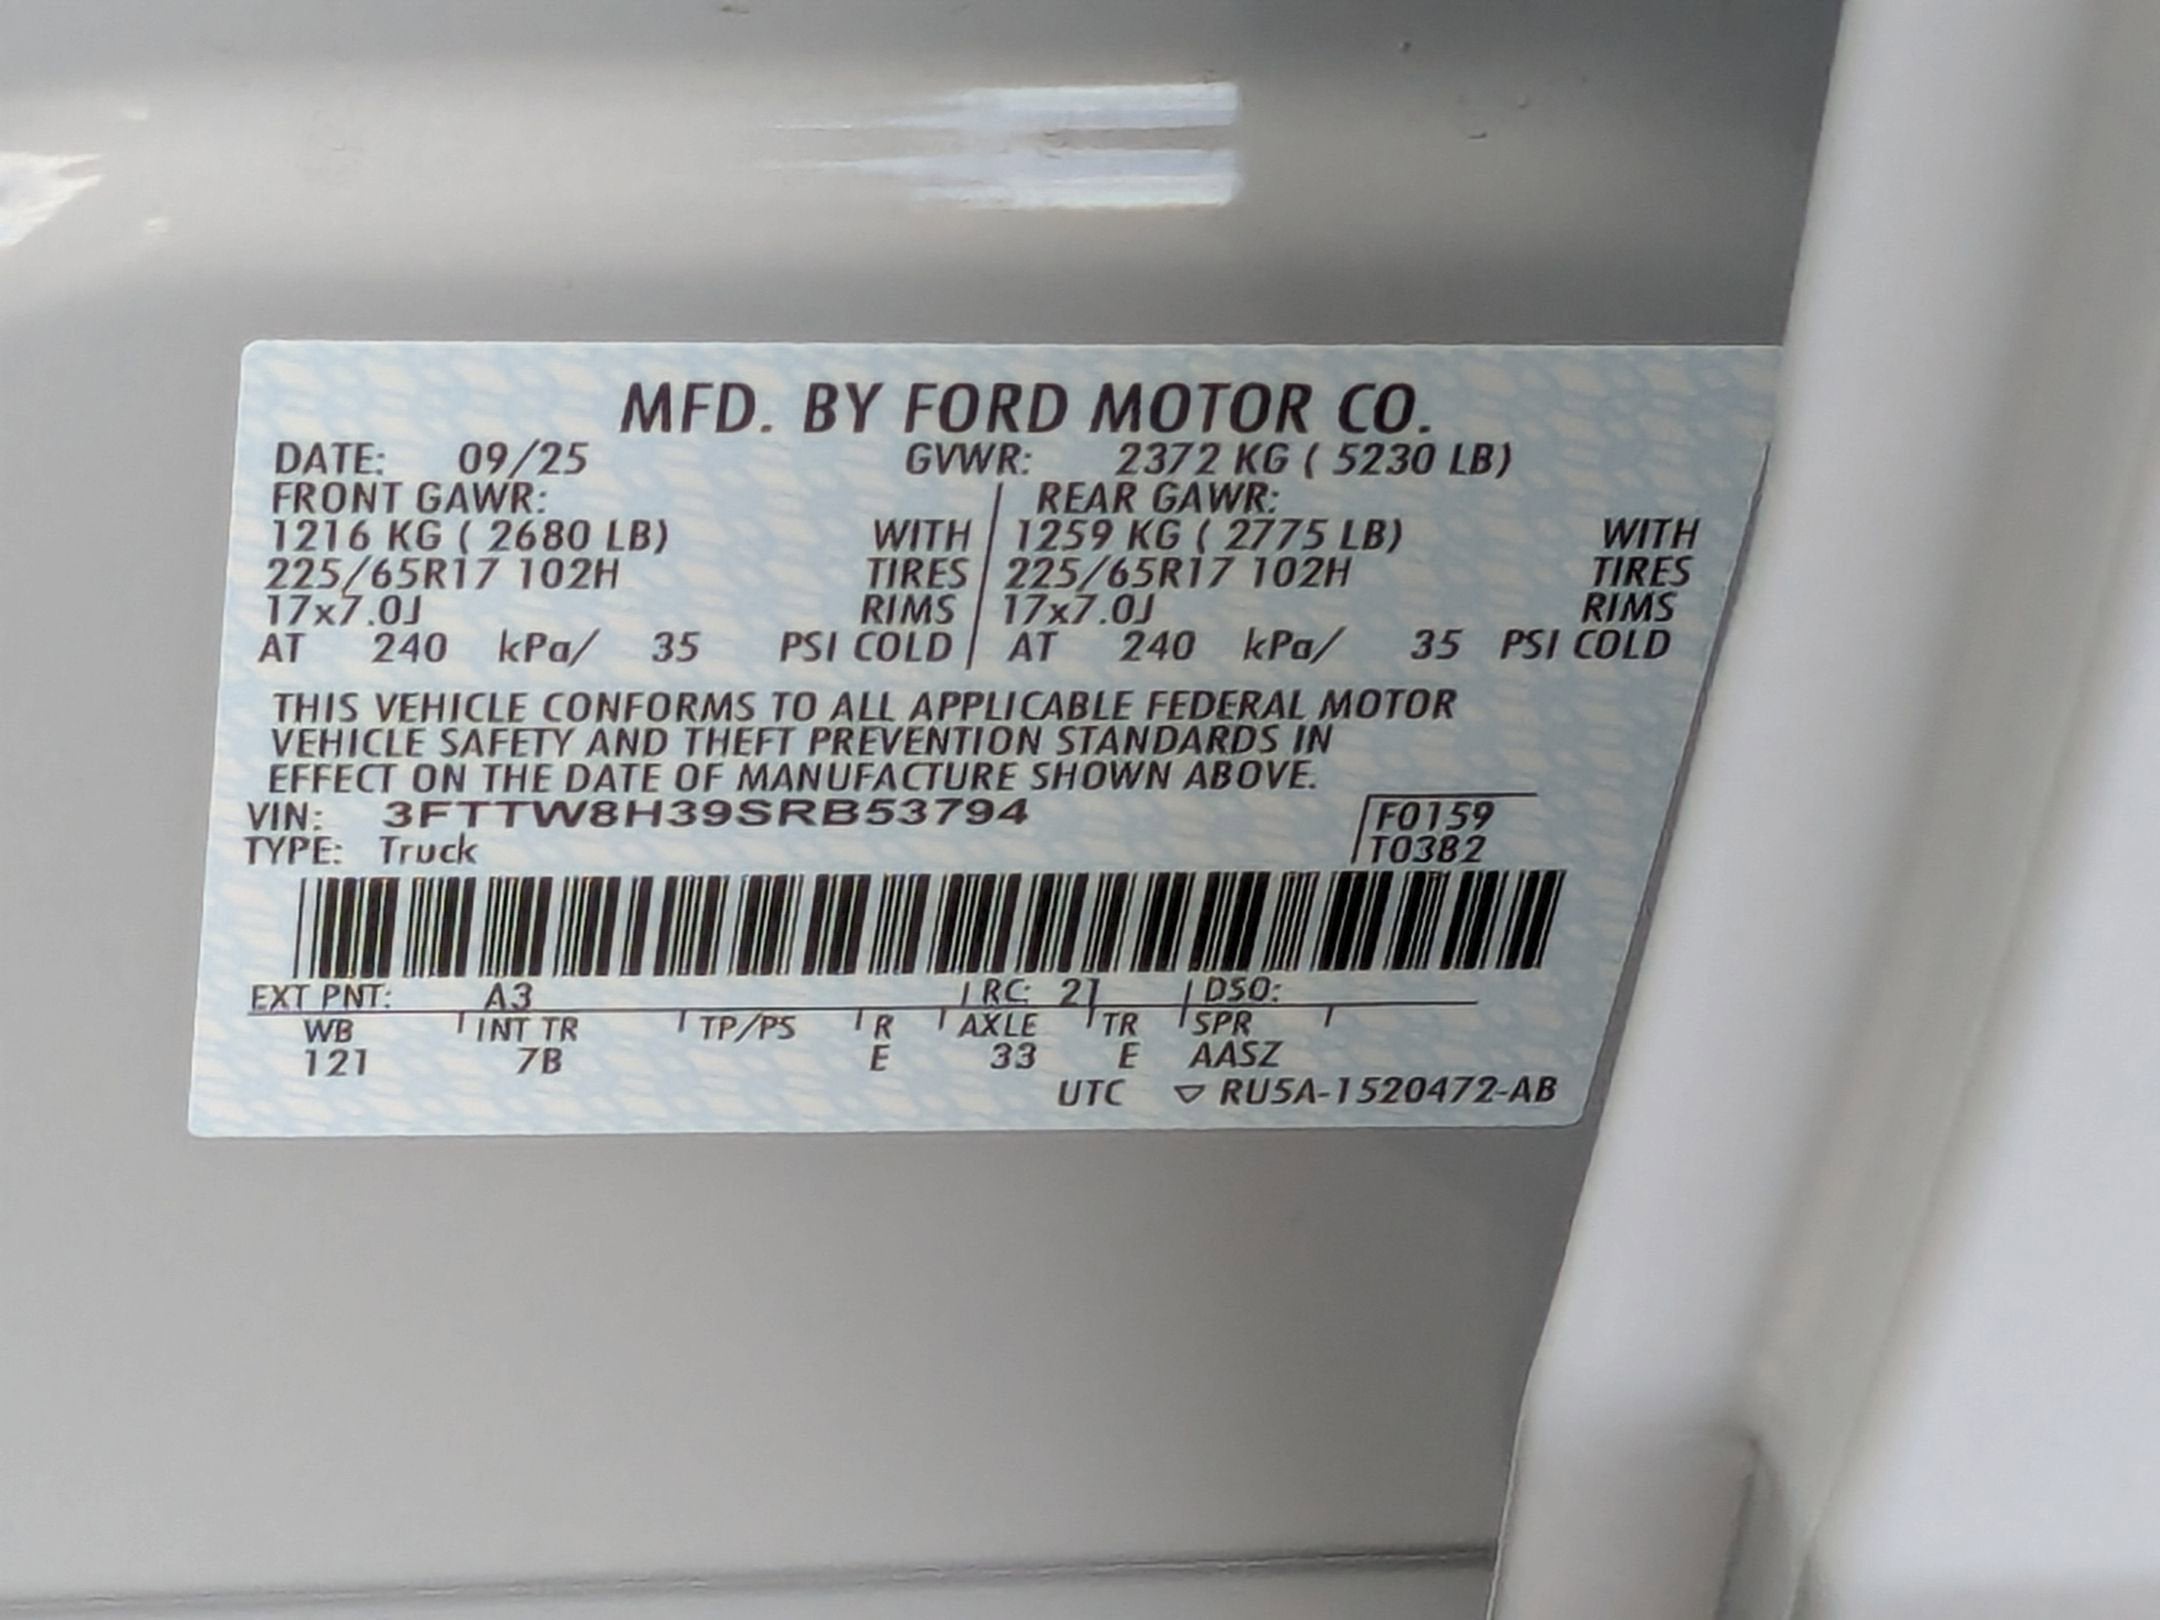 MFD. BY FORD MOTOR CO.
DATE: 09/25 GVWR: 2372 KG ( 5230 LB)
FRONT GAWR: REAR GAWR:
1216 KG ( 2680 LB) WITH 1259 KG ( 2775 LB) WITH
225/65R17 102H TIRES 225/65R17 102H TIRES
17x7.0J RIMS 17x7.0J RIMS
AT 240 kPa/ 35 PSI COLD AT 240 kPa/ 35 PSI COLD
THIS VEHICLE CONFORMS TO ALL APPLICABLE FEDERAL MOTOR
VEHICLE SAFETY AND THEFT PREVENTION STANDARDS IN
EFFECT ON THE DATE OF MANUFACTURE SHOWN ABOVE.
VIN: 3FTTW8H39SRB53794 F0159
TYPE: Truck T03B2
EXT PNT: A3 RC: 21 DSO:
WB INT TR TP/PS R AXLE TR SPR
121 7B E 33 E AASZ
UTC ▽ RU5A-1520472-AB